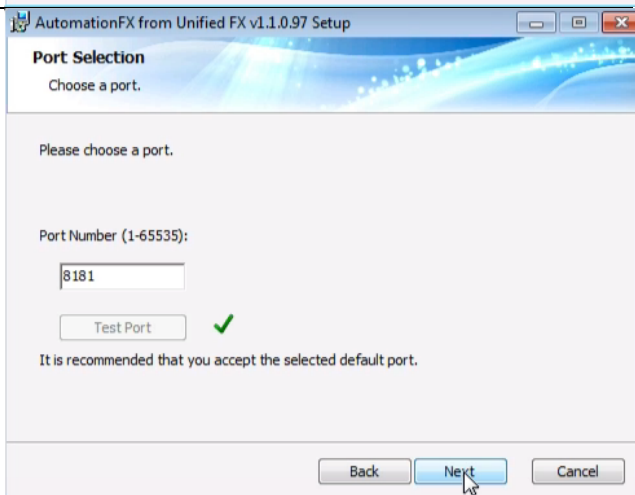 AutomationFX from Unified FX v1.1.0.97 Setup
Port Selection
Choose a port.
Please choose a port.
Port Number (1-65535):
8181
Test Port
It is recommended that you accept the selected default port.
Back Next Cancel